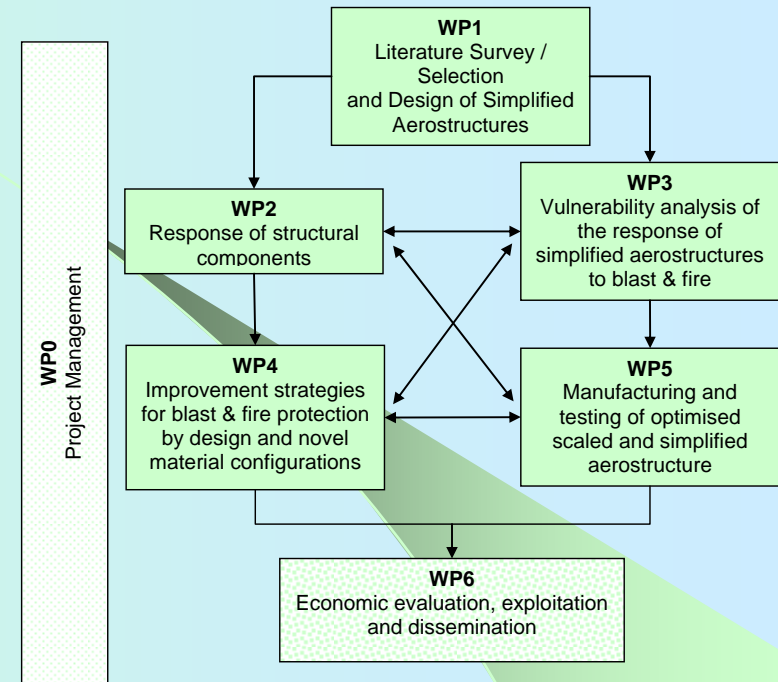 WP1
Literature Survey /
Selection
and Design of Simplified
Aerostructures
WP0
Project Management
WP2
Response of structural
components
WP3
Vulnerability analysis of
the response of
simplified aerostructures
to blast & fire
WP4
Improvement strategies
for blast & fire protection
by design and novel
material configurations
WP5
Manufacturing and
testing of optimised
scaled and simplified
aerostructure
WP6
Economic evaluation, exploitation
and dissemination